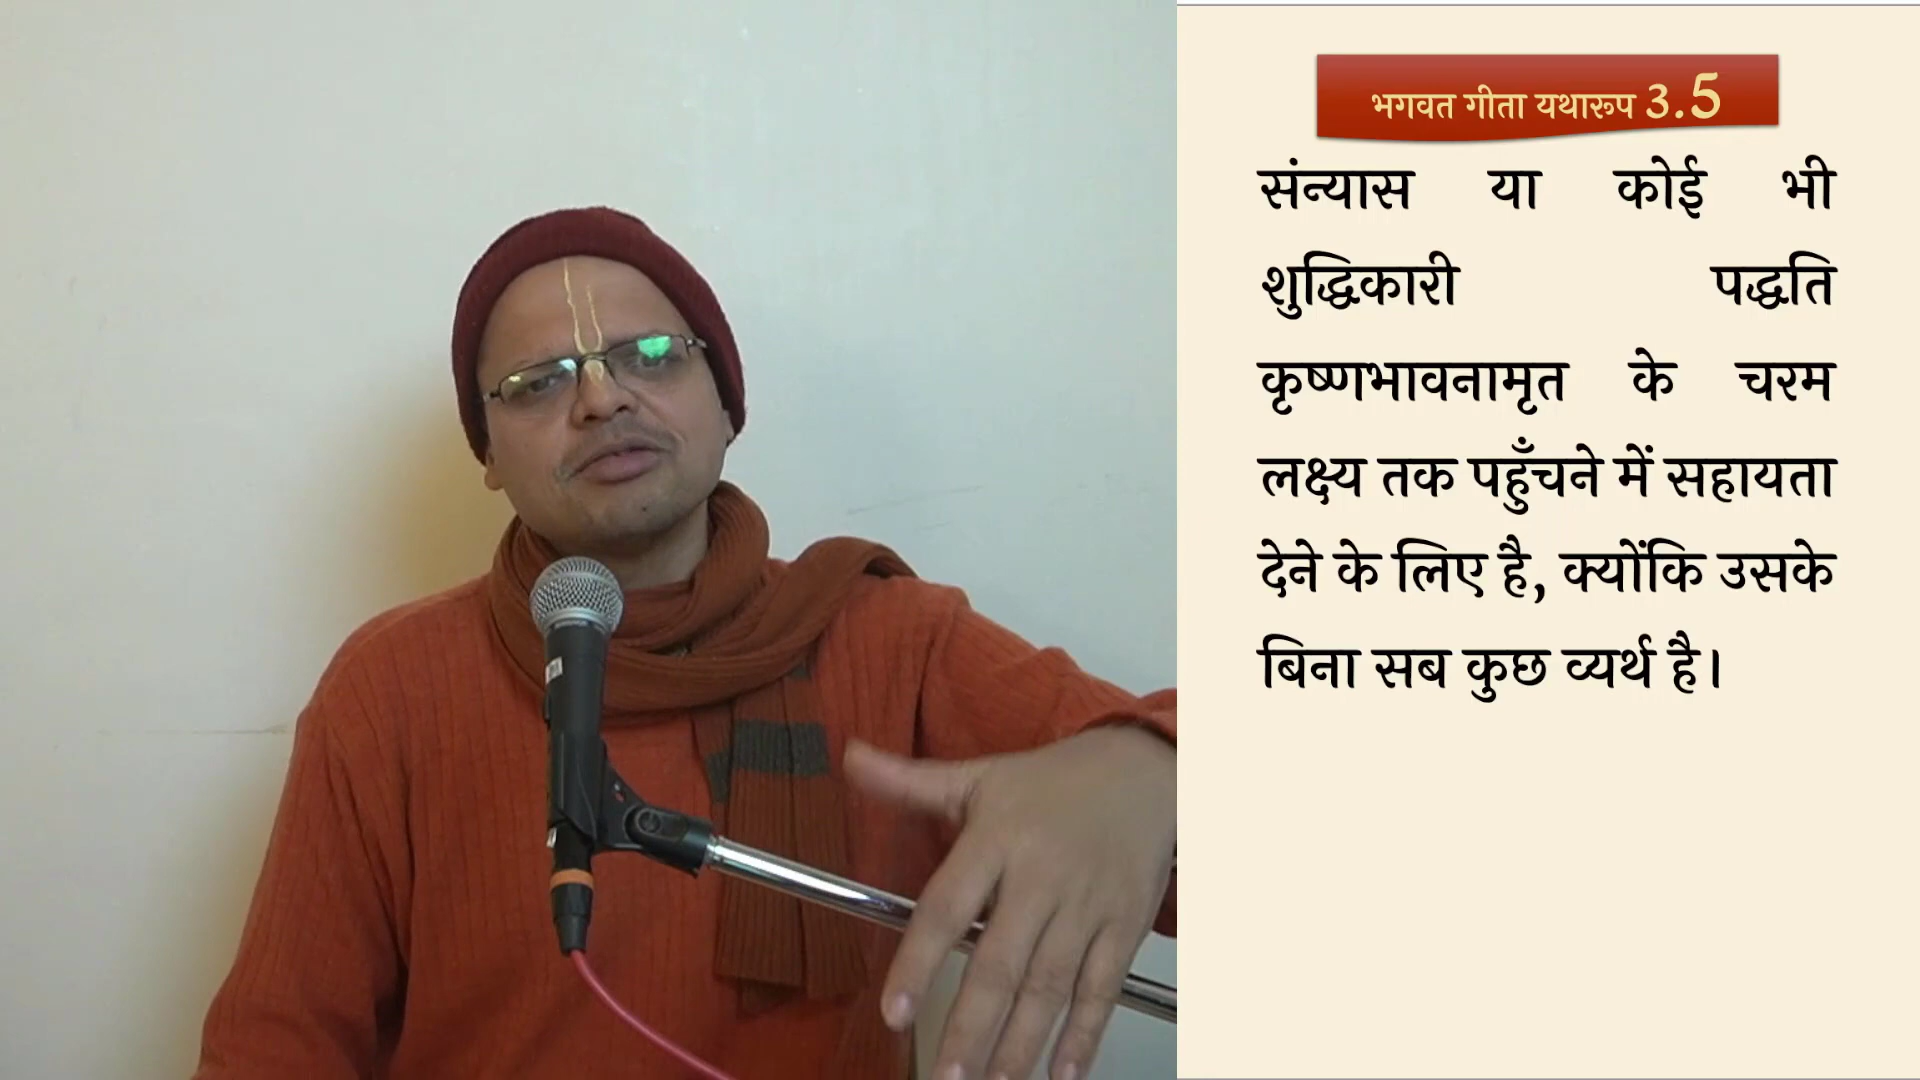 भगवत गीता यथारूप 3.5
संन्यास या कोई भी
शुद्धिकारी पद्धति
कृष्णभावनामृत के चरम
लक्ष्य तक पहुँचने में सहायता
देने के लिए है, क्योंकि उसके
बिना सब कुछ व्यर्थ है।